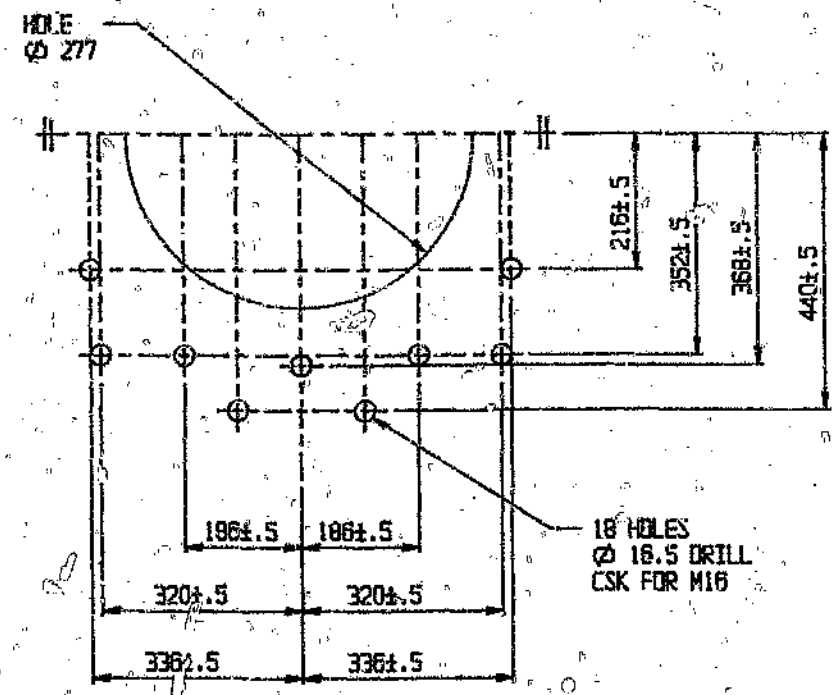 HOLE
Ø 277
216±.5
352±.5
368±.5
440±.5
186±.5 186±.5
18 HOLES
Ø 16.5 DRILL
CSK FOR M16
320±.5 320±.5
336±.5 336±.5